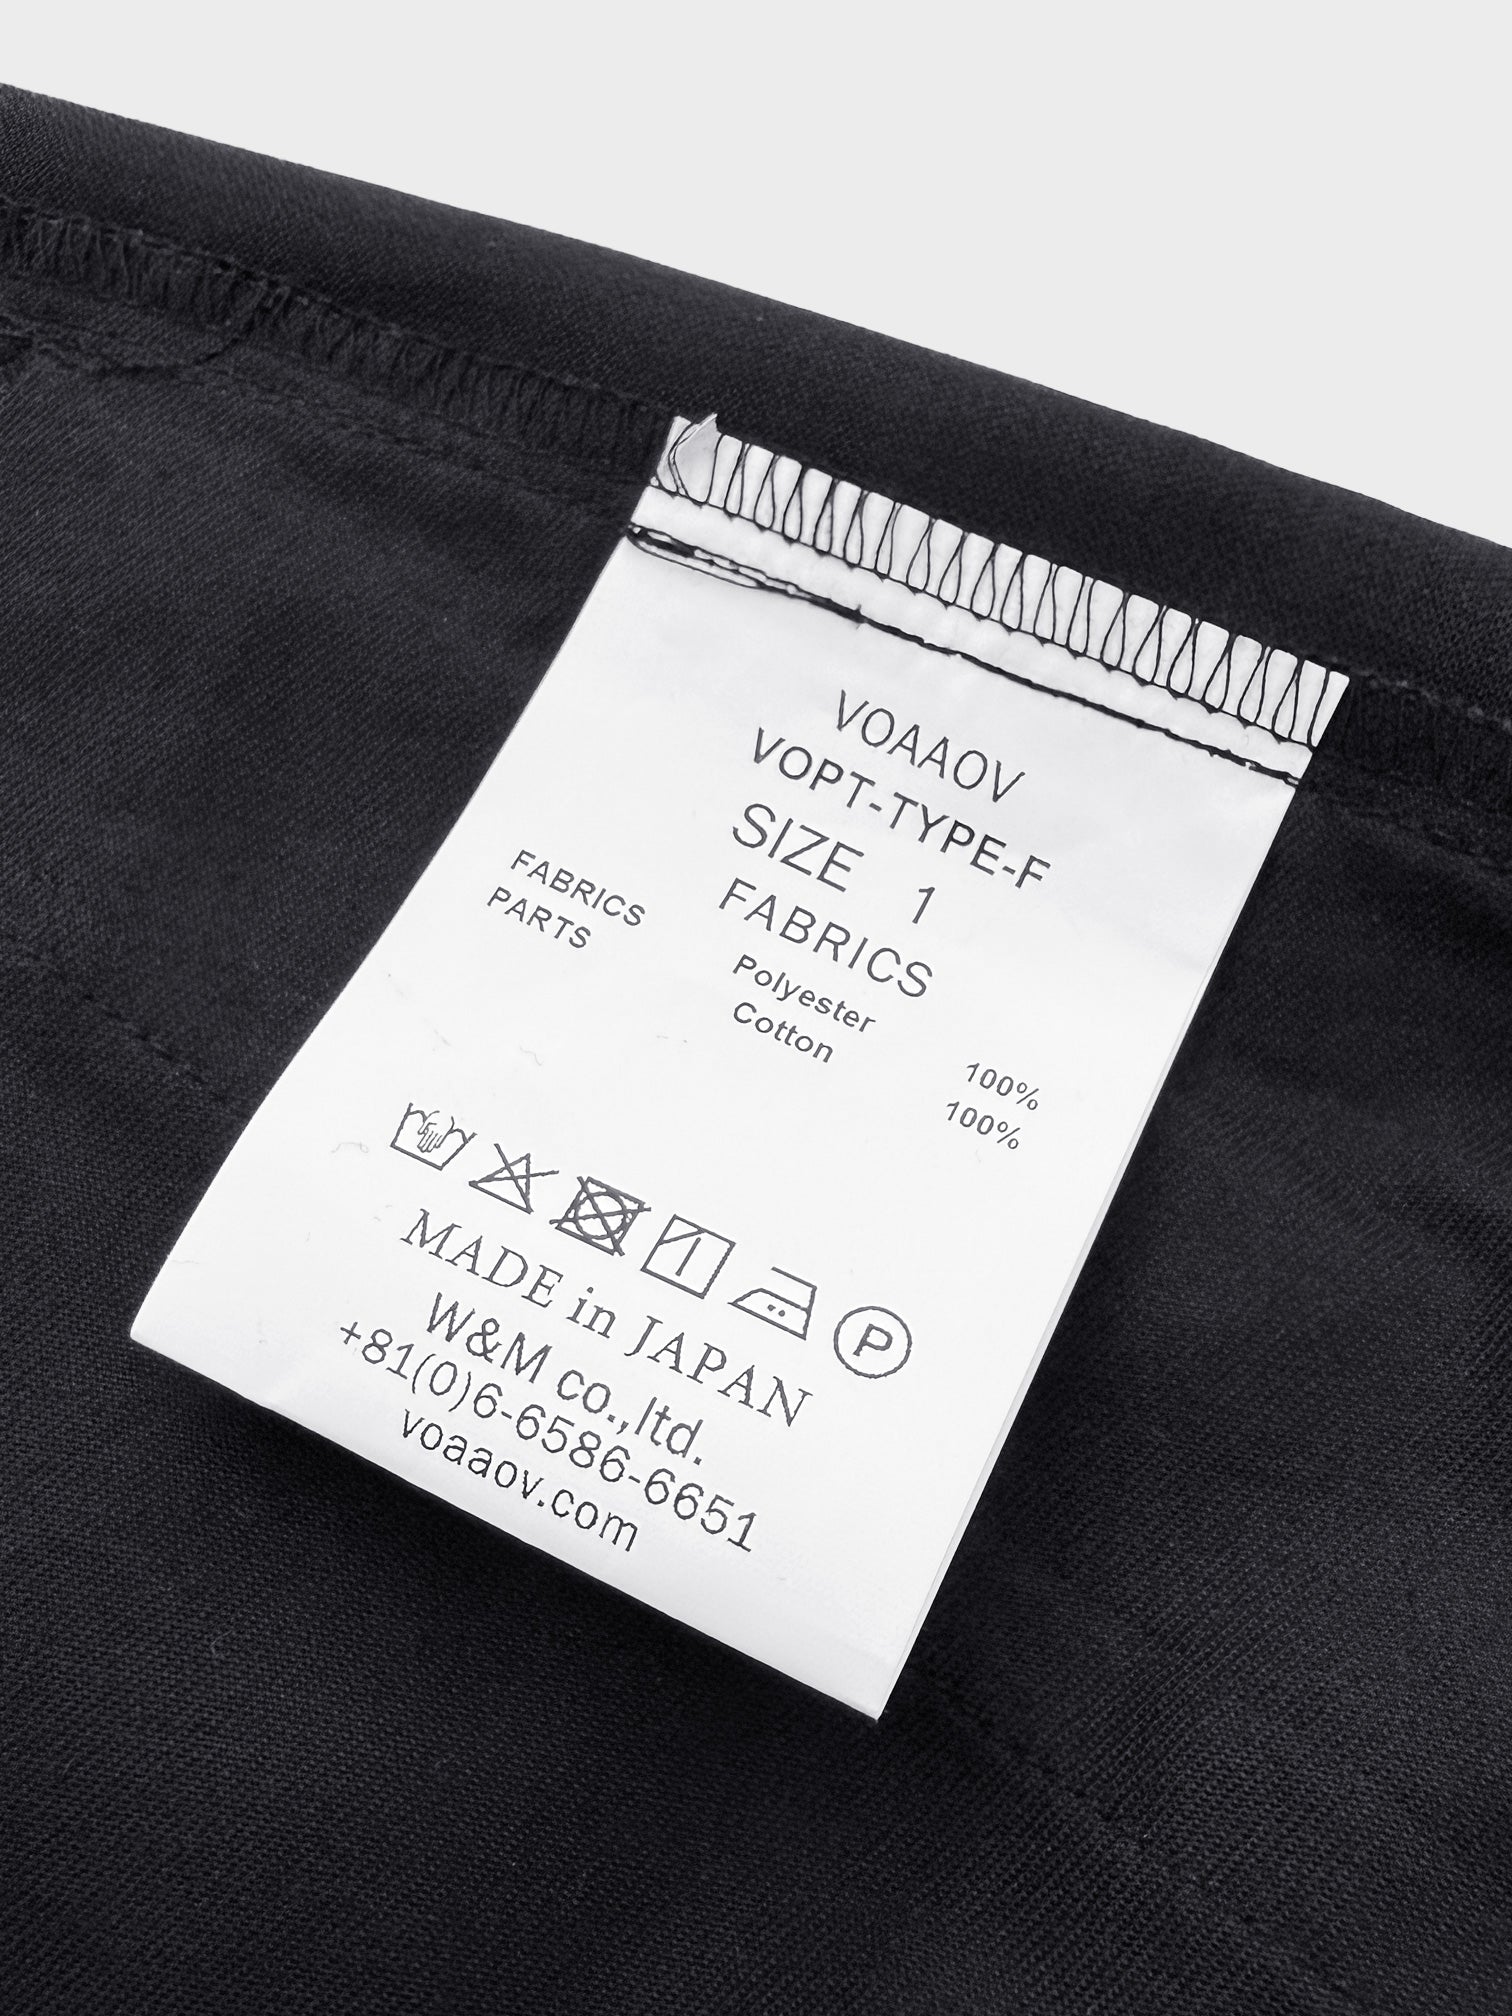 VOAAOV
VOPT-TYPE-F
SIZE 1
FABRICS
FABRICS Polyester 100%
PARTS Cotton 100%
P
MADE in JAPAN
W&M co.,ltd.
+81(0)6-6586-6651
voaaov.com